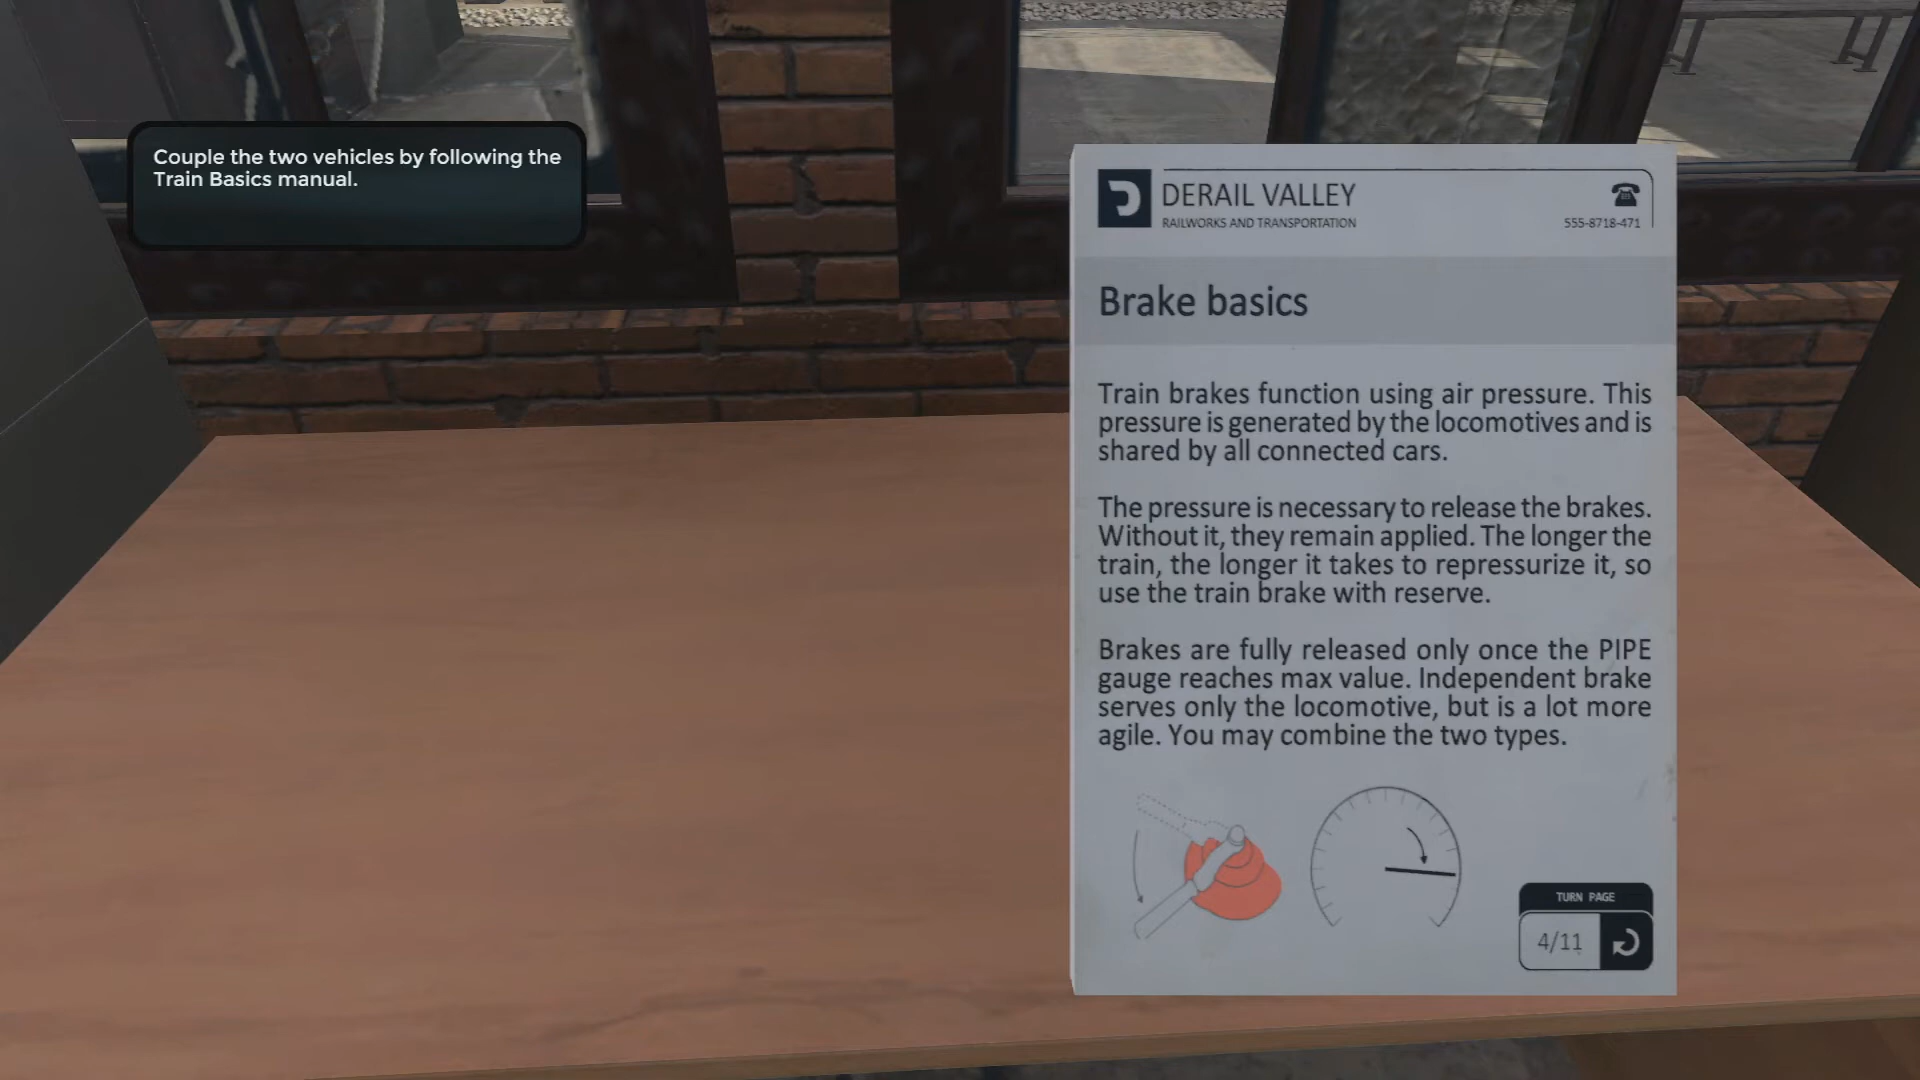 Couple the two vehicles by following the
Train Basics manual.
DERAIL VALLEY
RAILWORKS AND TRANSPORTATION
555-8718-471
Brake basics
Train brakes function using air pressure. This
pressure is generated by the locomotives and is
shared by all connected cars.
The pressure is necessary to release the brakes.
Without it, they remain applied. The longer the
train, the longer it takes to repressurize it, so
use the train brake with reserve.
Brakes are fully released only once the PIPE
gauge reaches max value. Independent brake
serves only the locomotive, but is a lot more
agile. You may combine the two types.
TURN PAGE
4/11